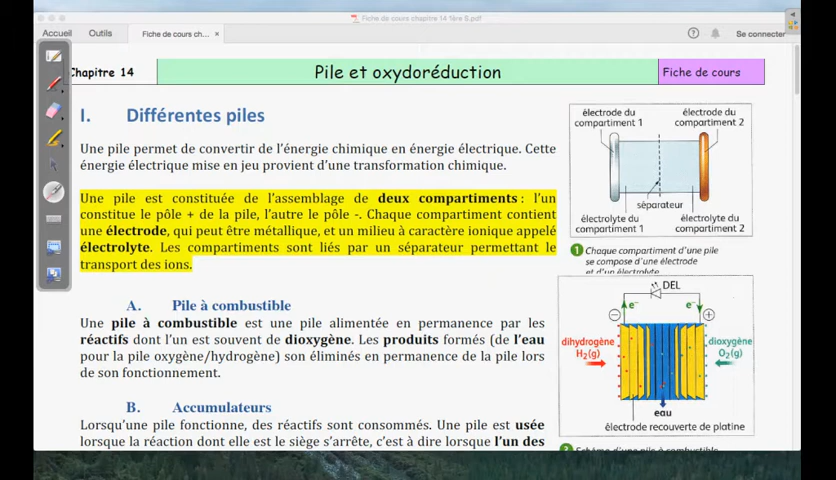 Fiche de cours chapitre 14 1ère S.pdf
Accueil
Outils
Fiche de cours ch...
×
?
Se connecter
Chapitre 14
Pile et oxydoréduction
Fiche de cours
I. Différentes piles
Une pile permet de convertir de l'énergie chimique en énergie électrique. Cette
énergie électrique mise en jeu provient d'une transformation chimique.
Une pile est constituée de l'assemblage de deux compartiments : l'un
constitue le pôle + de la pile, l'autre le pôle -. Chaque compartiment contient
une électrode, qui peut être métallique, et un milieu à caractère ionique appelé
électrolyte. Les compartiments sont liés par un séparateur permettant le
transport des ions.
A. Pile à combustible
Une pile à combustible est une pile alimentée en permanence par les
réactifs dont l'un est souvent de dioxygène. Les produits formés (de l'eau
pour la pile oxygène/hydrogène) son éliminés en permanence de la pile lors
de son fonctionnement.
B. Accumulateurs
Lorsqu'une pile fonctionne, des réactifs sont consommés. Une pile est usée
lorsque la réaction dont elle est le siège s'arrête, c'est à dire lorsque l'un des
électrode du
compartiment 1
électrode du
compartiment 2
séparateur
électrolyte du
compartiment 1
électrolyte du
compartiment 2
1 Chaque compartiment d'une pile
se compose d'une électrode
et d'un électrolyte
DEL
e⁻
e⁻
−
+
dihydrogène
H₂(g)
dioxygène
O₂(g)
eau
électrode recouverte de platine
Schéma d'une pile à combustible